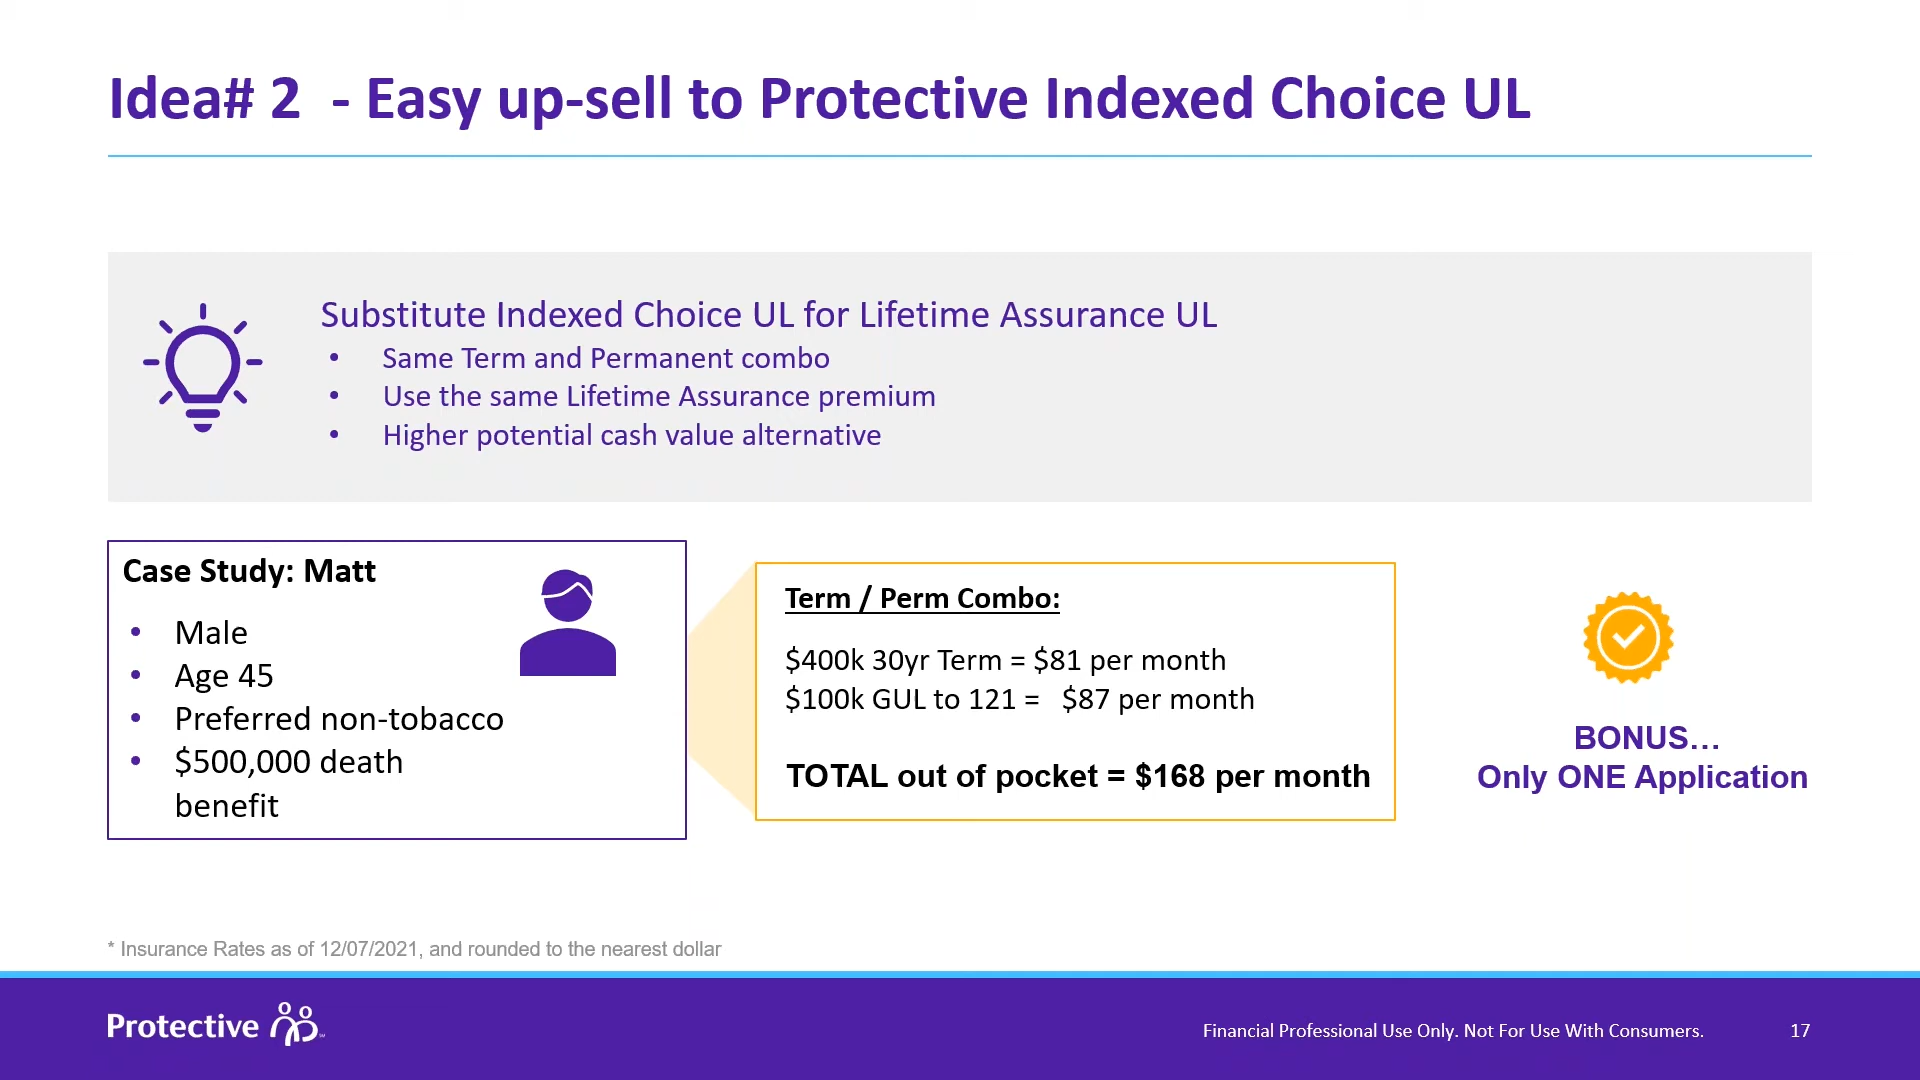 Idea# 2  - Easy up-sell to Protective Indexed Choice UL
Substitute Indexed Choice UL for Lifetime Assurance UL
• Same Term and Permanent combo
• Use the same Lifetime Assurance premium
• Higher potential cash value alternative
Case Study: Matt
• Male
• Age 45
• Preferred non-tobacco
• $500,000 death
benefit
Term / Perm Combo:
$400k 30yr Term = $81 per month
$100k GUL to 121 =   $87 per month
TOTAL out of pocket = $168 per month
BONUS…
Only ONE Application
* Insurance Rates as of 12/07/2021, and rounded to the nearest dollar
Protective
Financial Professional Use Only. Not For Use With Consumers.
17